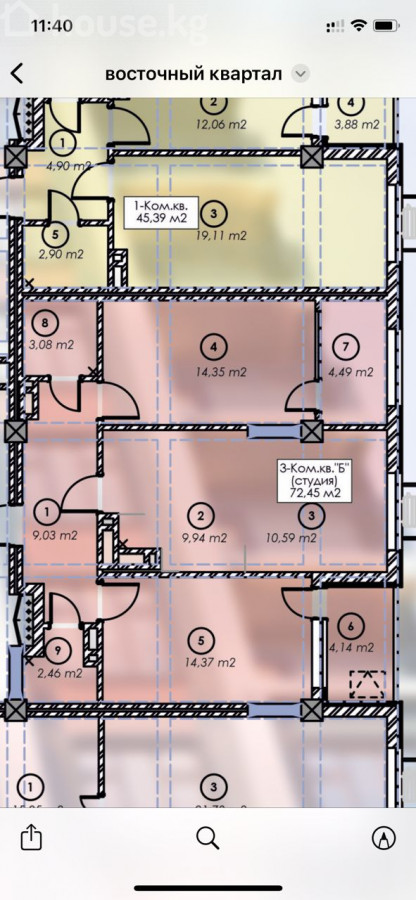 house.kg
11:40
восточный квартал
2
12,06 m2
4
3,88 m2
1
4,90 m2
1-Ком.кв.
45,39 м2
3
19,11 m2
5
2,90 m2
8
3,08 m2
4
14,35 m2
7
4,49 m2
3-Ком.кв."Б"
(студия)
72,45 м2
1
9,03 m2
2
9,94 m2
3
10,59 m2
5
14,37 m2
6
4,14 m2
9
2,46 m2
1
3